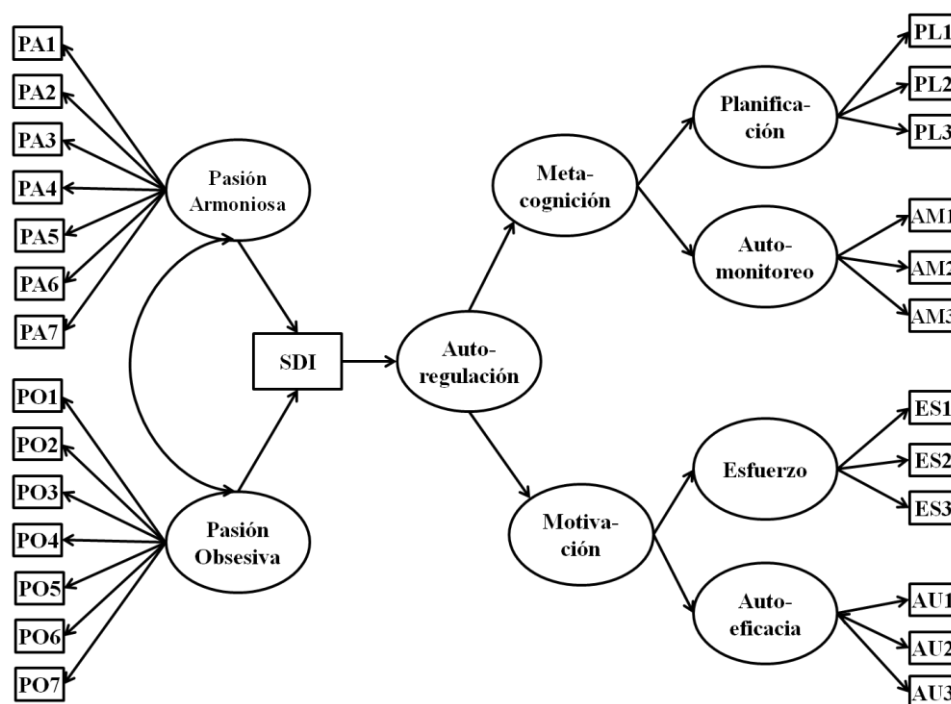 PA1
PA2
PA3
PA4
PA5
PA6
PA7
Pasión
Armoniosa
PO1
PO2
PO3
PO4
PO5
PO6
PO7
Pasión
Obsesiva
SDI
Auto-
regulación
Meta-
cognición
Motiva-
ción
Planifica-
ción
Auto-
monitoreo
Esfuerzo
Auto-
eficacia
PL1
PL2
PL3
AM1
AM2
AM3
ES1
ES2
ES3
AU1
AU2
AU3